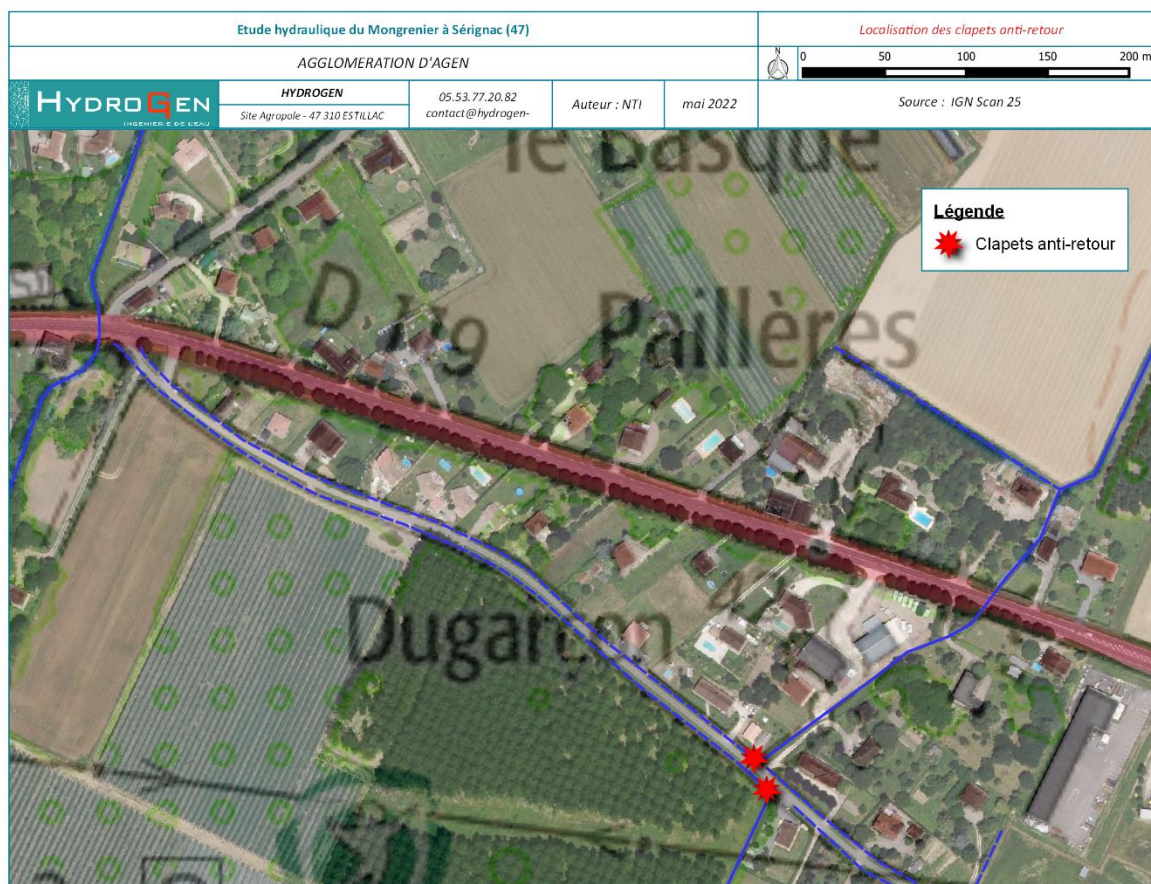 Etude hydraulique du Mongrenier à Sérignac (47)
Localisation des clapets anti-retour
AGGLOMERATION D'AGEN
N
0 50 100 150 200 m
HYDROGEN
INGENIERIE DE L'EAU
HYDROGEN
Site Agropole - 47 310 ESTILLAC
05.53.77.20.82
contact@hydrogen-
Auteur : NTI
mai 2022
Source : IGN Scan 25
le Basque
Légende
Clapets anti-retour
Paillères
Dugarçon